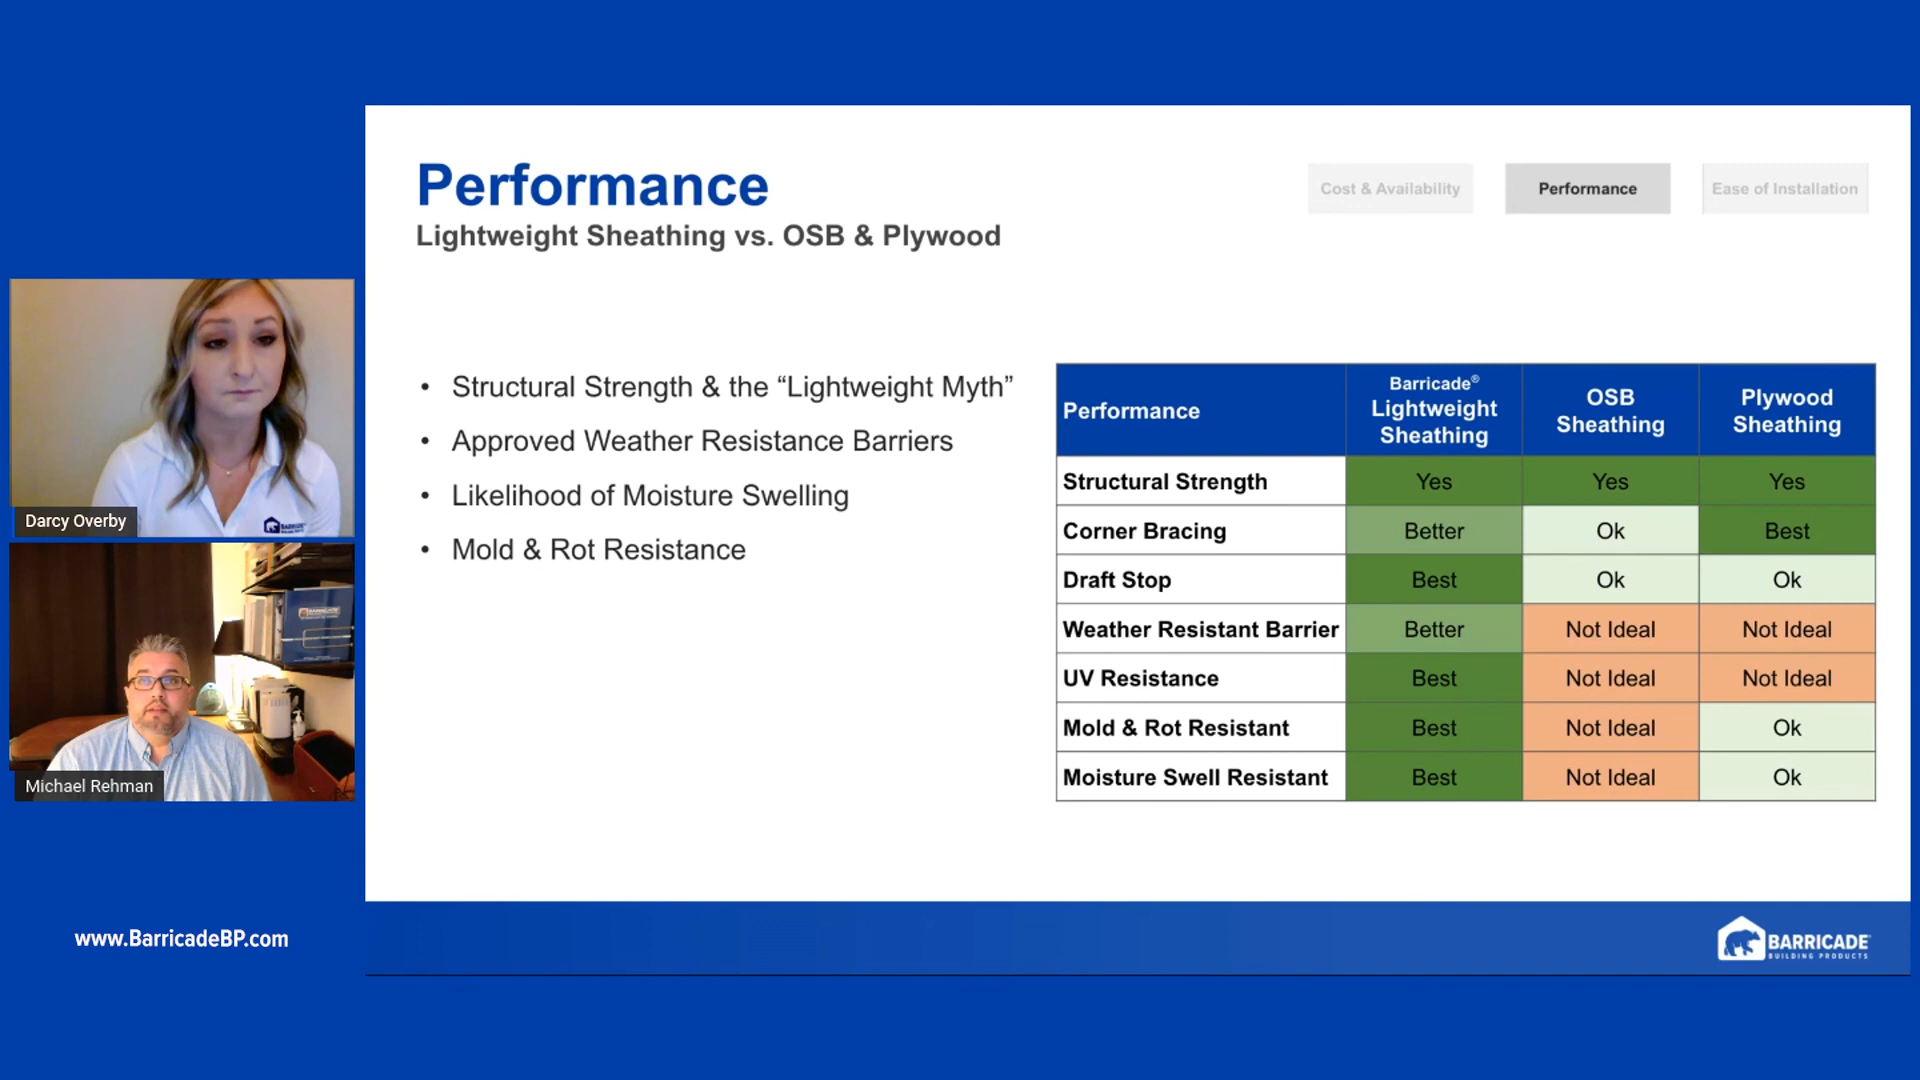 Performance
Lightweight Sheathing vs. OSB & Plywood
Cost & Availability
Performance
Ease of Installation
• Structural Strength & the “Lightweight Myth”
• Approved Weather Resistance Barriers
• Likelihood of Moisture Swelling
• Mold & Rot Resistance
Performance
Barricade®
Lightweight
Sheathing
OSB
Sheathing
Plywood
Sheathing
Structural Strength Yes Yes Yes
Corner Bracing Better Ok Best
Draft Stop Best Ok Ok
Weather Resistant Barrier Better Not Ideal Not Ideal
UV Resistance Best Not Ideal Not Ideal
Mold & Rot Resistant Best Not Ideal Ok
Moisture Swell Resistant Best Not Ideal Ok
BARRICADE
Darcy Overby
BARRICADE
Michael Rehman
www.BarricadeBP.com
BARRICADE
BUILDING PRODUCTS